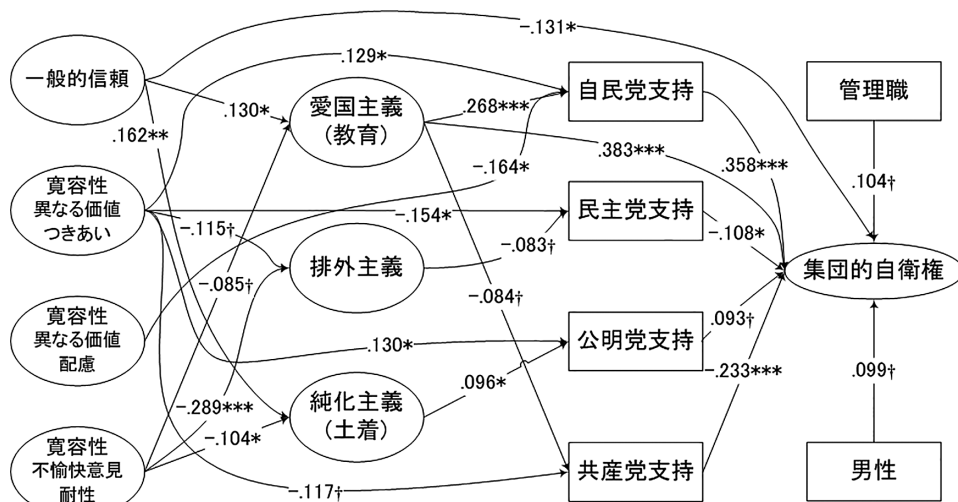 -.131*
一般的信頼
.129*
自民党支持
管理職
.130*
愛国主義
(教育)
.268***
.162**
.383***
.358***
-.164*
.104†
寛容性
異なる価値
つきあい
-.154*
民主党支持
-.115†
-.083†
-.108*
排外主義
集団的自衛権
-.085†
-.084†
寛容性
異なる価値
配慮
.130*
公明党支持
.093†
.096*
-.233***
.099†
-.289***
純化主義
(土着)
-.104*
寛容性
不愉快意見
耐性
共産党支持
男性
-.117†